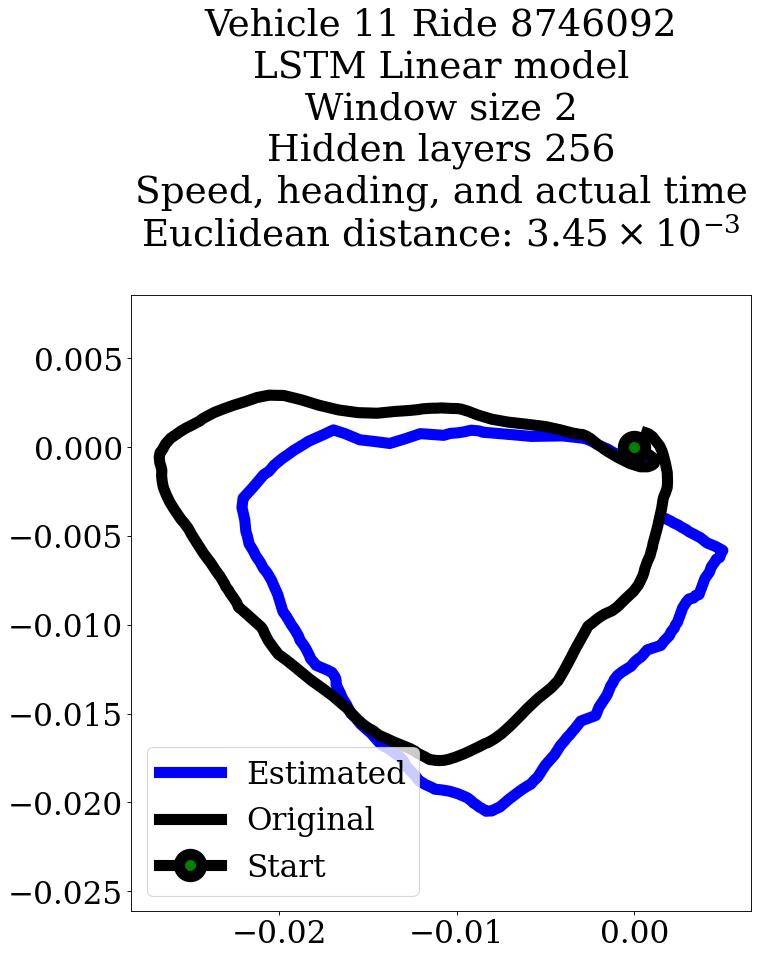 Vehicle 11 Ride 8746092
LSTM Linear model
Window size 2
Hidden layers 256
Speed, heading, and actual time
Euclidean distance: 3.45 × 10⁻³
0.005
0.000
−0.005
−0.010
−0.015
−0.020
−0.025
Estimated
Original
Start
−0.02
−0.01
0.00